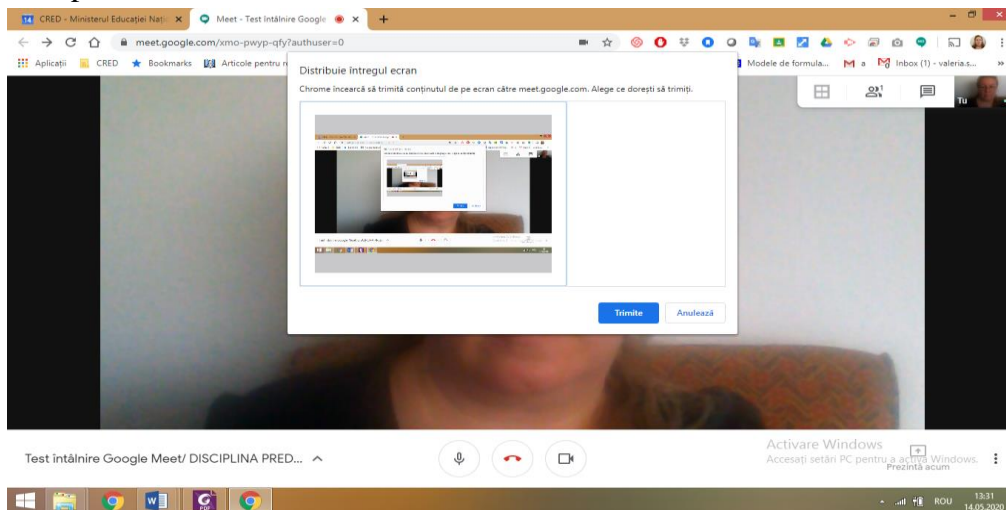 CRED - Ministerul Educației Națio
Meet - Test întâlnire Google
meet.google.com/xmo-pwyp-qfy?authuser=0
Aplicații CRED Bookmarks Articole pentru r Modele de formula... a Inbox (1) - valeria.s...
Distribuie întregul ecran
Chrome încearcă să trimită conținutul de pe ecran către meet.google.com. Alege ce dorești să trimiți.
Tu
Trimite Anulează
Test întâlnire Google Meet/ DISCIPLINA PRED...
Activare Windows
Accesați setări PC pentru a activa Windows.
Prezintă acum
ROU
13:31
14.05.2020